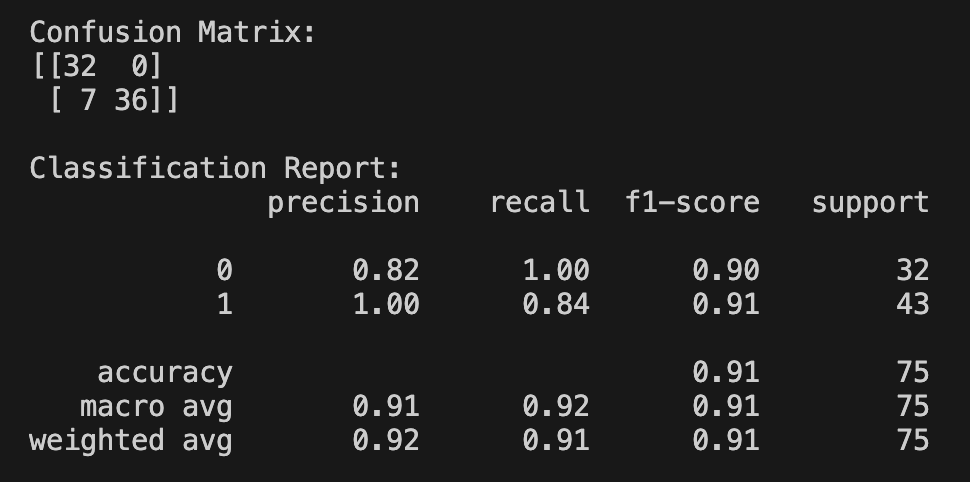 Confusion Matrix:
[[32  0]
 [ 7 36]]
Classification Report:
              precision    recall  f1-score   support
           0       0.82      1.00      0.90        32
           1       1.00      0.84      0.91        43
    accuracy                           0.91        75
   macro avg       0.91      0.92      0.91        75
weighted avg       0.92      0.91      0.91        75